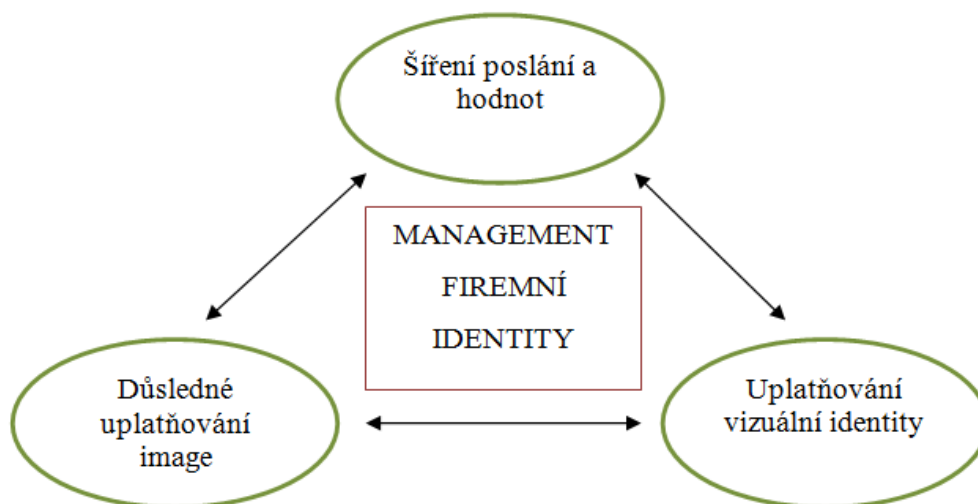 Šíření poslání a
hodnot
MANAGEMENT
FIREMNÍ
IDENTITY
Důsledné
uplatňování
image
Uplatňování
vizuální identity